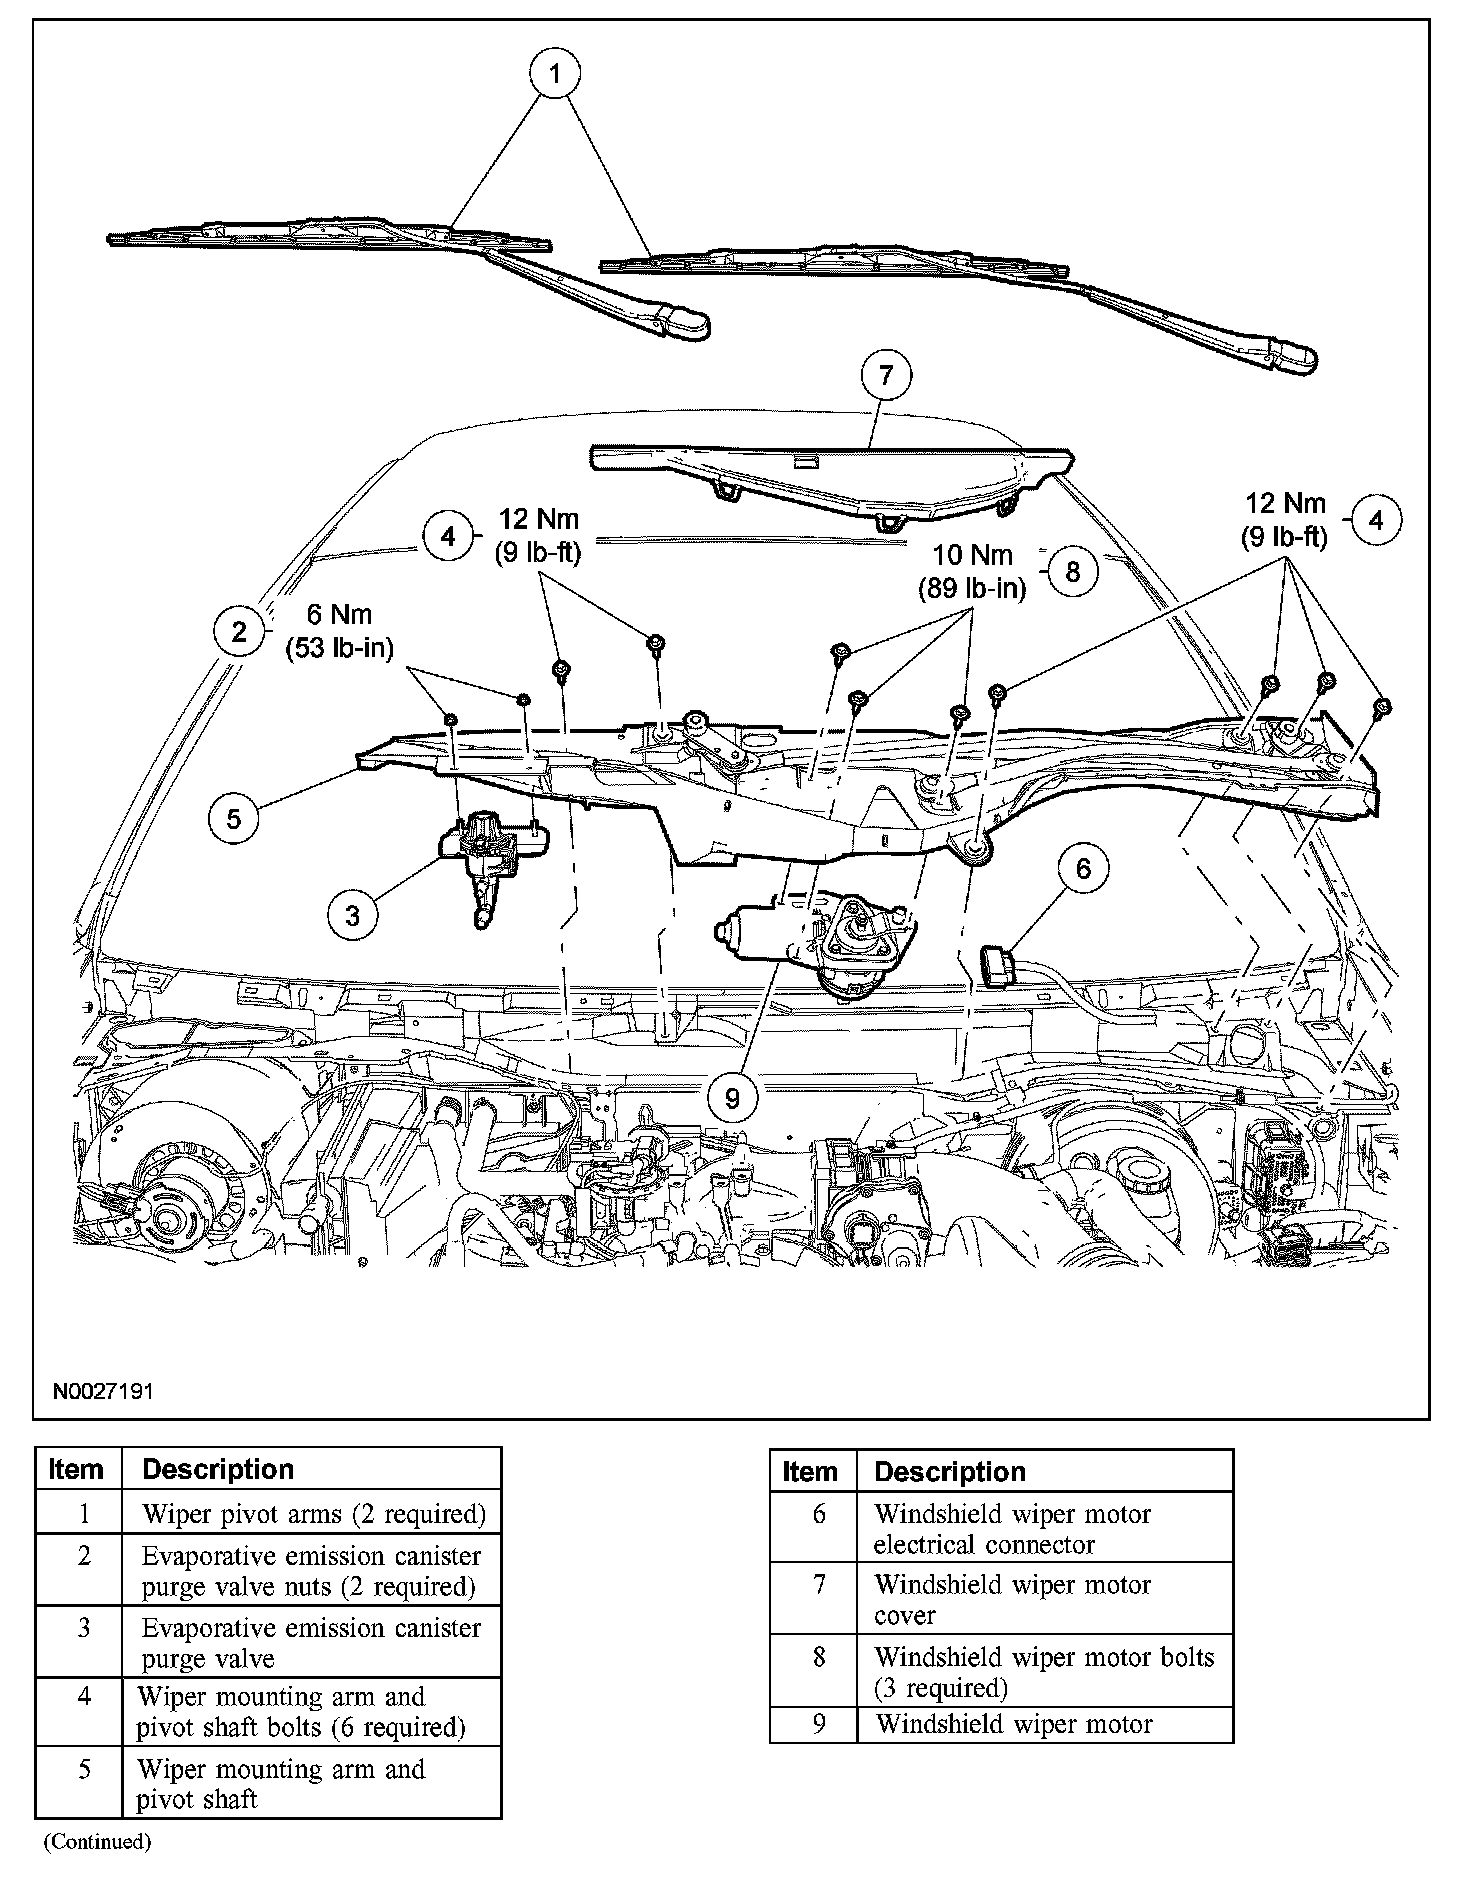 1
7
4
12 Nm
(9 lb-ft)
12 Nm
(9 lb-ft)
4
10 Nm
(89 lb-in)
8
2
6 Nm
(53 lb-in)
5
3
6
9
N0027191
Item Description
1 Wiper pivot arms (2 required)
2 Evaporative emission canister
purge valve nuts (2 required)
3 Evaporative emission canister
purge valve
4 Wiper mounting arm and
pivot shaft bolts (6 required)
5 Wiper mounting arm and
pivot shaft
(Continued)
Item Description
6 Windshield wiper motor
electrical connector
7 Windshield wiper motor
cover
8 Windshield wiper motor bolts
(3 required)
9 Windshield wiper motor